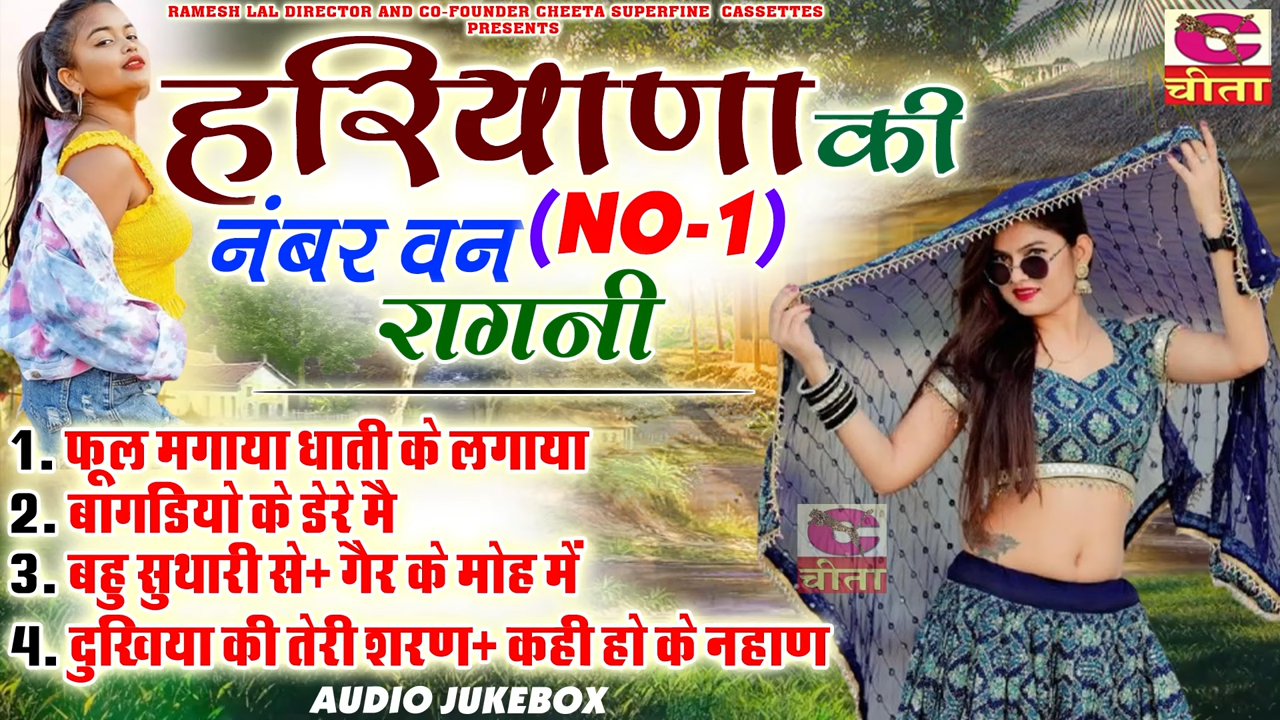 RAMESH LAL DIRECTOR AND CO-FOUNDER CHEETA SUPERFINE CASSETTES
PRESENTS
चीता
हरियाणा की
नंबर वन (NO-1)
रागनी
1. फूल मगाया धाती के लगाया
2. बागडियो के डेरे मै
3. बहु सुथारी से+ गैर के मोह में
4. दुखिया की तेरी शरण+ कही हो के नहाण
चीता
AUDIO JUKEBOX